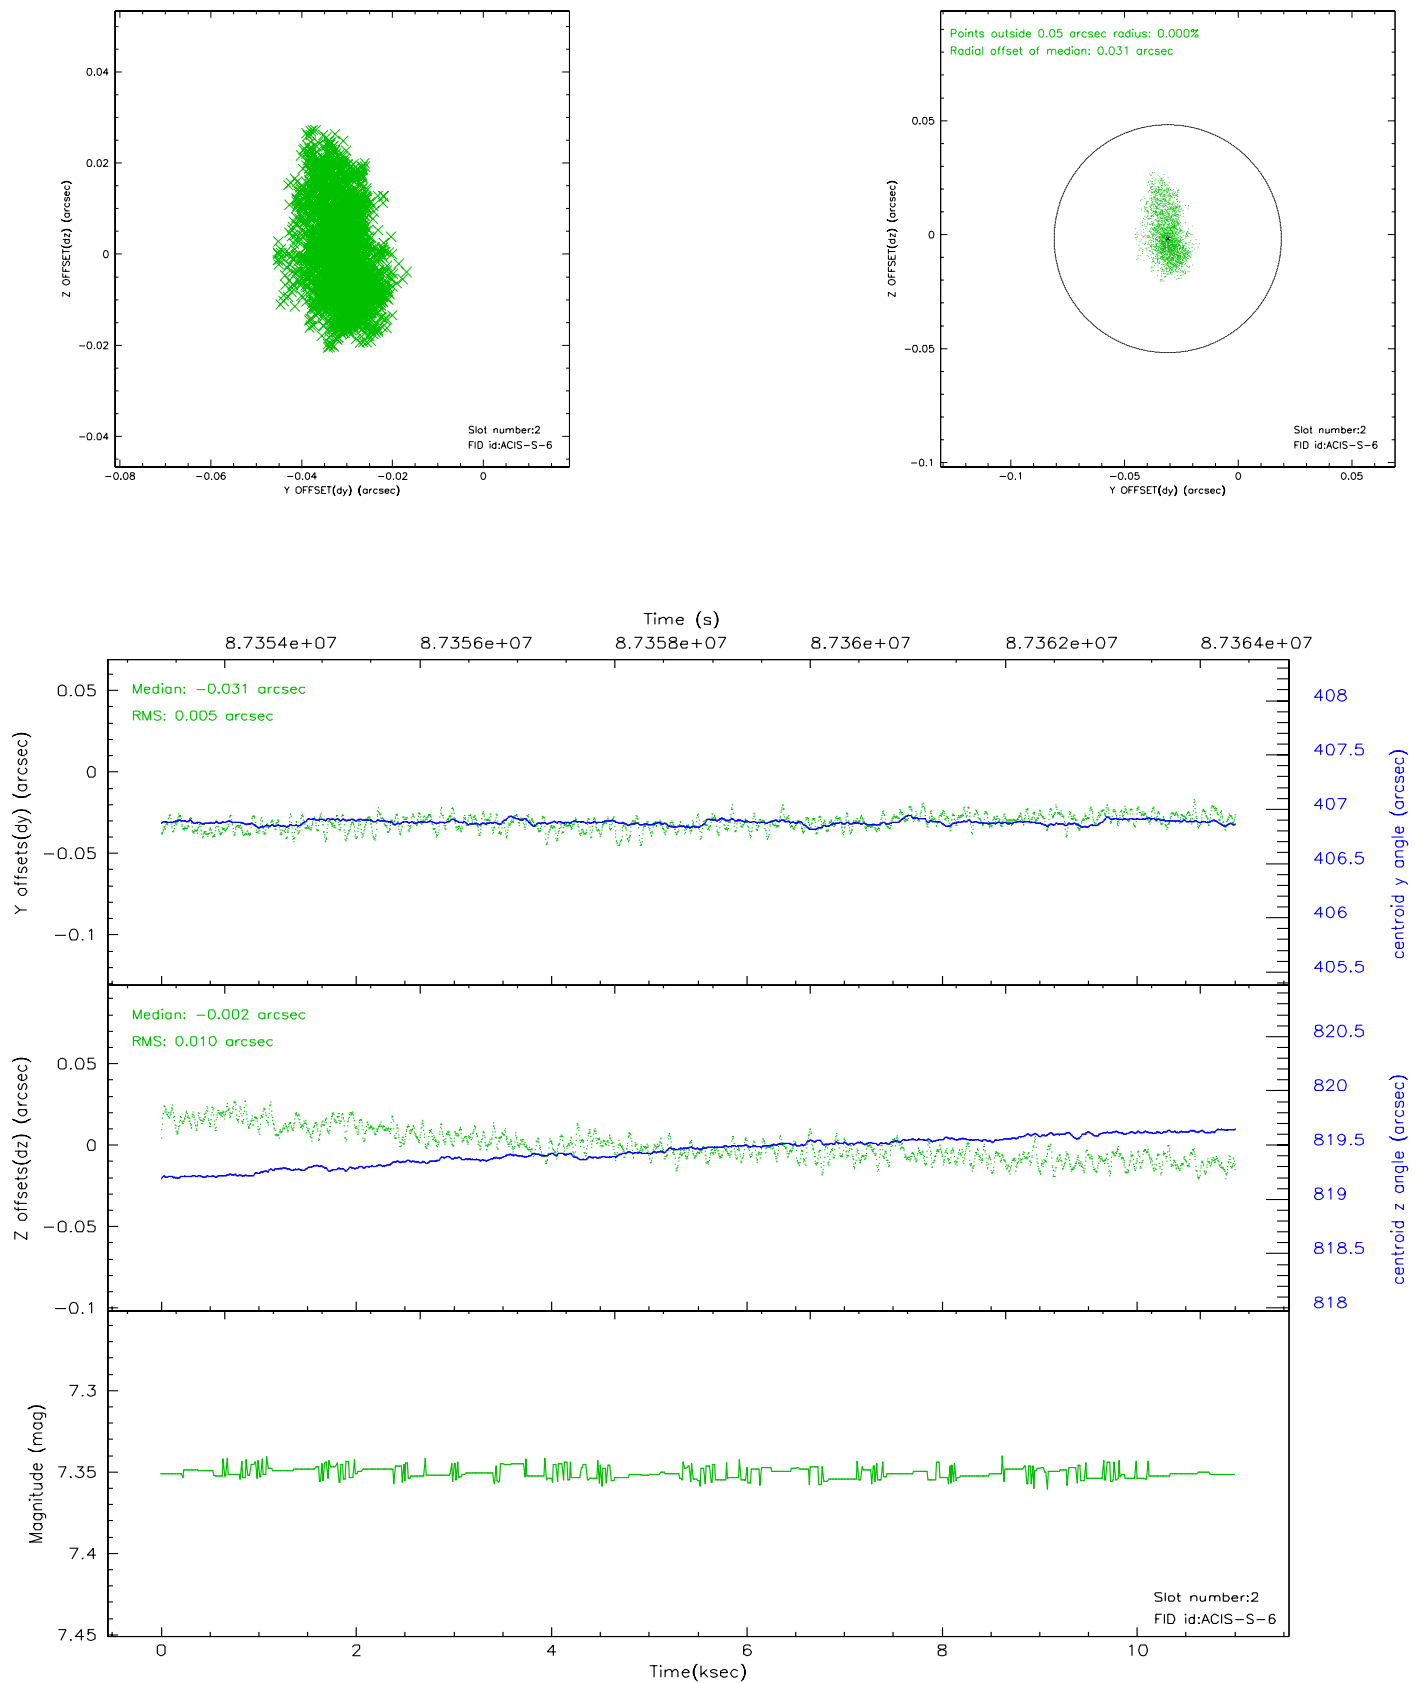 0.04
0.02
0
−0.02
−0.04
Z OFFSET(dz) (arcsec)
−0.08
−0.06
−0.04
−0.02
0
Y OFFSET(dy) (arcsec)
Slot number:2
FID id:ACIS−S−6
Points outside 0.05 arcsec radius: 0.000%
Radial offset of median: 0.031 arcsec
0.05
0
−0.05
−0.1
Z OFFSET(dz) (arcsec)
−0.1
−0.05
0
0.05
Y OFFSET(dy) (arcsec)
Slot number:2
FID id:ACIS−S−6
Time (s)
8.7354e+07
8.7356e+07
8.7358e+07
8.736e+07
8.7362e+07
8.7364e+07
Median: −0.031 arcsec
RMS: 0.005 arcsec
0.05
0
−0.05
−0.1
Y offsets(dy) (arcsec)
408
407.5
407
406.5
406
405.5
centroid y angle (arcsec)
Median: −0.002 arcsec
RMS: 0.010 arcsec
0.05
0
−0.05
−0.1
Z offsets(dz) (arcsec)
820.5
820
819.5
819
818.5
818
centroid z angle (arcsec)
7.3
7.35
7.4
7.45
Magnitude (mag)
Slot number:2
FID id:ACIS−S−6
0
2
4
6
8
10
Time(ksec)